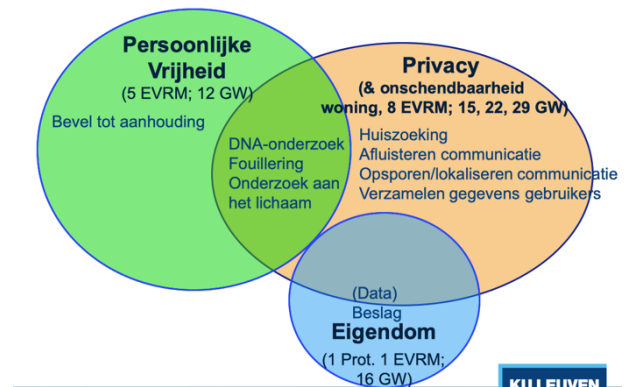 Persoonlijke
Vrijheid
(5 EVRM; 12 GW)
Bevel tot aanhouding
DNA-onderzoek
Fouillering
Onderzoek aan
het lichaam
Privacy
(& onschendbaarheid
woning, 8 EVRM; 15, 22, 29 GW)
Huiszoeking
Afluisteren communicatie
Opsporen/lokaliseren communicatie
Verzamelen gegevens gebruikers
(Data)
Beslag
Eigendom
(1 Prot. 1 EVRM;
16 GW)
KU LEUVEN